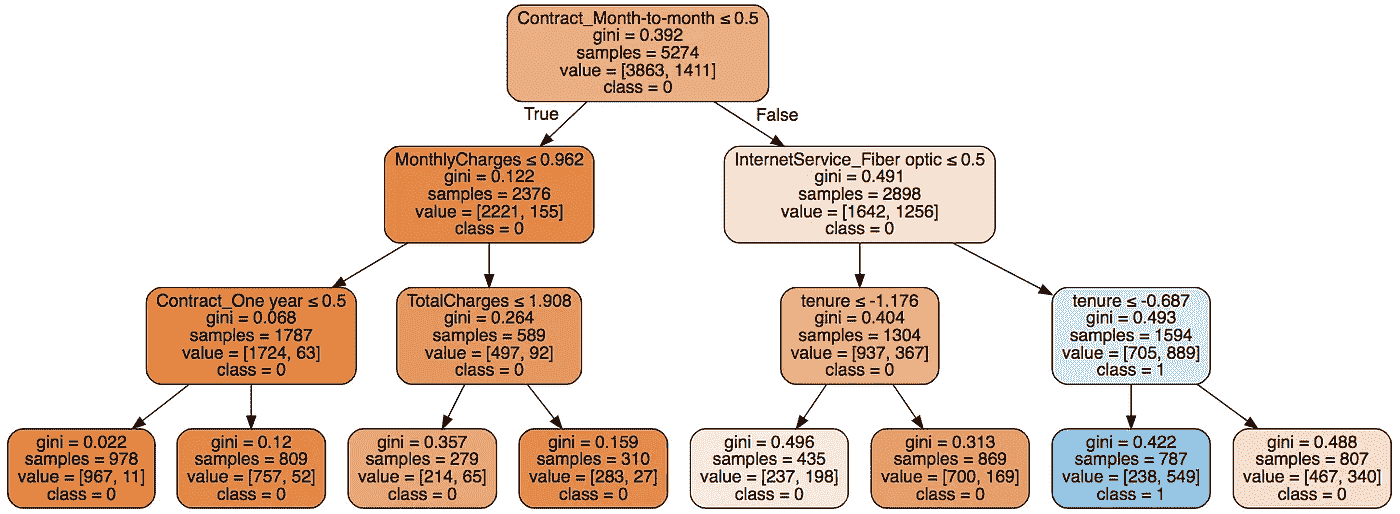 Contract_Month-to-month ≤ 0.5
gini = 0.392
samples = 5274
value = [3863, 1411]
class = 0
True
False
MonthlyCharges ≤ 0.962
gini = 0.122
samples = 2376
value = [2221, 155]
class = 0
InternetService_Fiber optic ≤ 0.5
gini = 0.491
samples = 2898
value = [1642, 1256]
class = 0
Contract_One year ≤ 0.5
gini = 0.068
samples = 1787
value = [1724, 63]
class = 0
TotalCharges ≤ 1.908
gini = 0.264
samples = 589
value = [497, 92]
class = 0
tenure ≤ -1.176
gini = 0.404
samples = 1304
value = [937, 367]
class = 0
tenure ≤ -0.687
gini = 0.493
samples = 1594
value = [705, 889]
class = 1
gini = 0.022
samples = 978
value = [967, 11]
class = 0
gini = 0.12
samples = 809
value = [757, 52]
class = 0
gini = 0.357
samples = 279
value = [214, 65]
class = 0
gini = 0.159
samples = 310
value = [283, 27]
class = 0
gini = 0.496
samples = 435
value = [237, 198]
class = 0
gini = 0.313
samples = 869
value = [700, 169]
class = 0
gini = 0.422
samples = 787
value = [238, 549]
class = 1
gini = 0.488
samples = 807
value = [467, 340]
class = 0